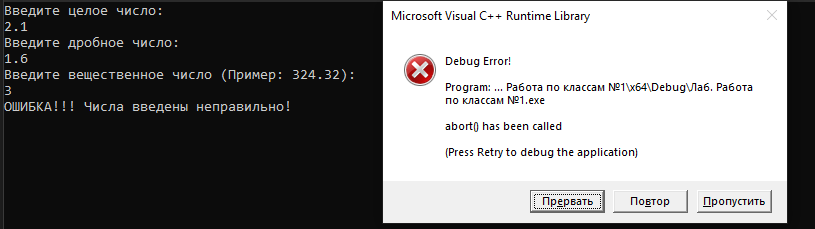 Введите целое число:
2.1
Введите дробное число:
1.6
Введите вещественное число (Пример: 324.32):
3
ОШИБКА!!! Числа введены неправильно!
Microsoft Visual C++ Runtime Library
Debug Error!
Program: ... Работа по классам №1\x64\Debug\Лаб. Работа
по классам №1.exe
abort() has been called
(Press Retry to debug the application)
Прервать
Повтор
Пропустить